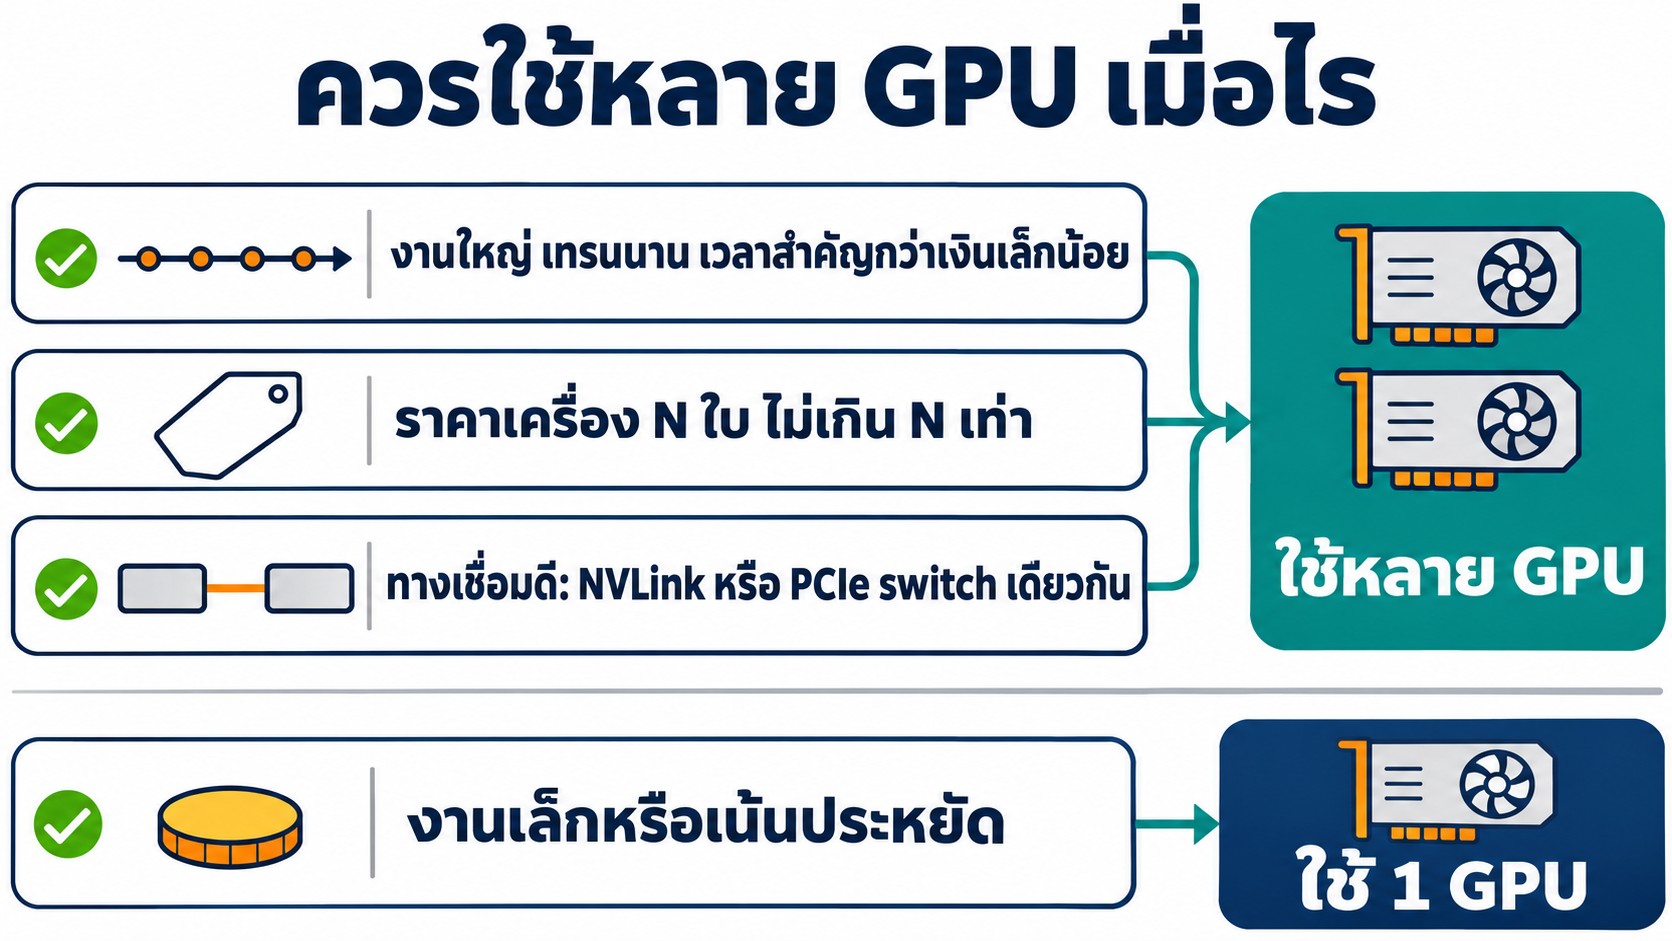 ควรใช้หลาย GPU เมื่อไร
งานใหญ่ เทรนนาน เวลาสำคัญกว่าเงินเล็กน้อย
ราคาเครื่อง N ใบ ไม่เกิน N เท่า
ทางเชื่อมดี: NVLink หรือ PCIe switch เดียวกัน
ใช้หลาย GPU
งานเล็กหรือเน้นประหยัด
ใช้ 1 GPU